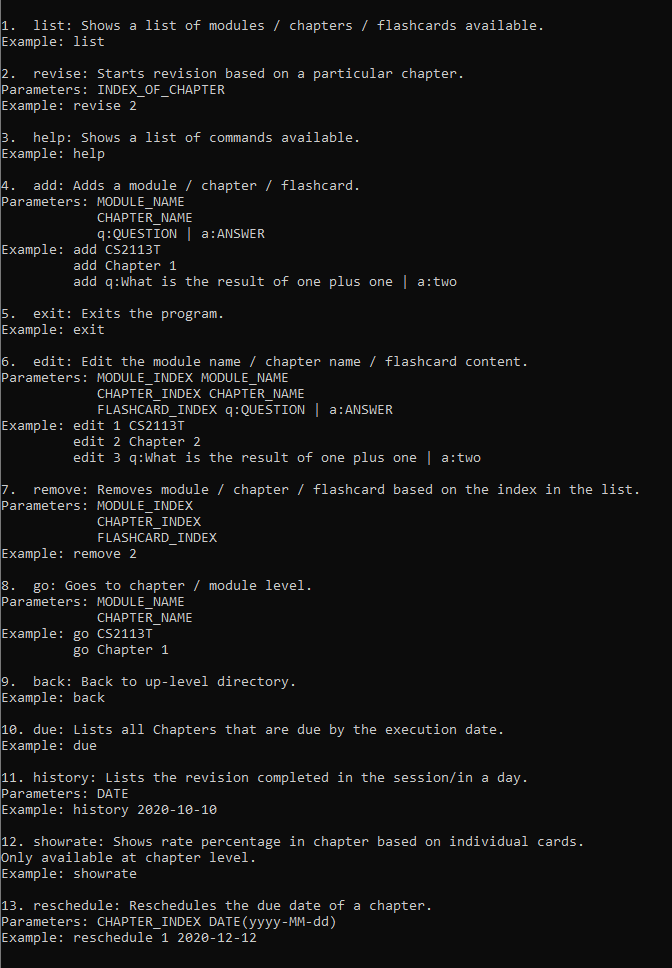 1.  list: Shows a list of modules / chapters / flashcards available.
Example: list
2.  revise: Starts revision based on a particular chapter.
Parameters: INDEX_OF_CHAPTER
Example: revise 2
3.  help: Shows a list of commands available.
Example: help
4.  add: Adds a module / chapter / flashcard.
Parameters: MODULE_NAME
            CHAPTER_NAME
            q:QUESTION | a:ANSWER
Example: add CS2113T
         add Chapter 1
         add q:What is the result of one plus one | a:two
5.  exit: Exits the program.
Example: exit
6.  edit: Edit the module name / chapter name / flashcard content.
Parameters: MODULE_INDEX MODULE_NAME
            CHAPTER_INDEX CHAPTER_NAME
            FLASHCARD_INDEX q:QUESTION | a:ANSWER
Example: edit 1 CS2113T
         edit 2 Chapter 2
         edit 3 q:What is the result of one plus one | a:two
7.  remove: Removes module / chapter / flashcard based on the index in the list.
Parameters: MODULE_INDEX
            CHAPTER_INDEX
            FLASHCARD_INDEX
Example: remove 2
8.  go: Goes to chapter / module level.
Parameters: MODULE_NAME
            CHAPTER_NAME
Example: go CS2113T
         go Chapter 1
9.  back: Back to up-level directory.
Example: back
10. due: Lists all Chapters that are due by the execution date.
Example: due
11. history: Lists the revision completed in the session/in a day.
Parameters: DATE
Example: history 2020-10-10
12. showrate: Shows rate percentage in chapter based on individual cards.
Only available at chapter level.
Example: showrate
13. reschedule: Reschedules the due date of a chapter.
Parameters: CHAPTER_INDEX DATE(yyyy-MM-dd)
Example: reschedule 1 2020-12-12